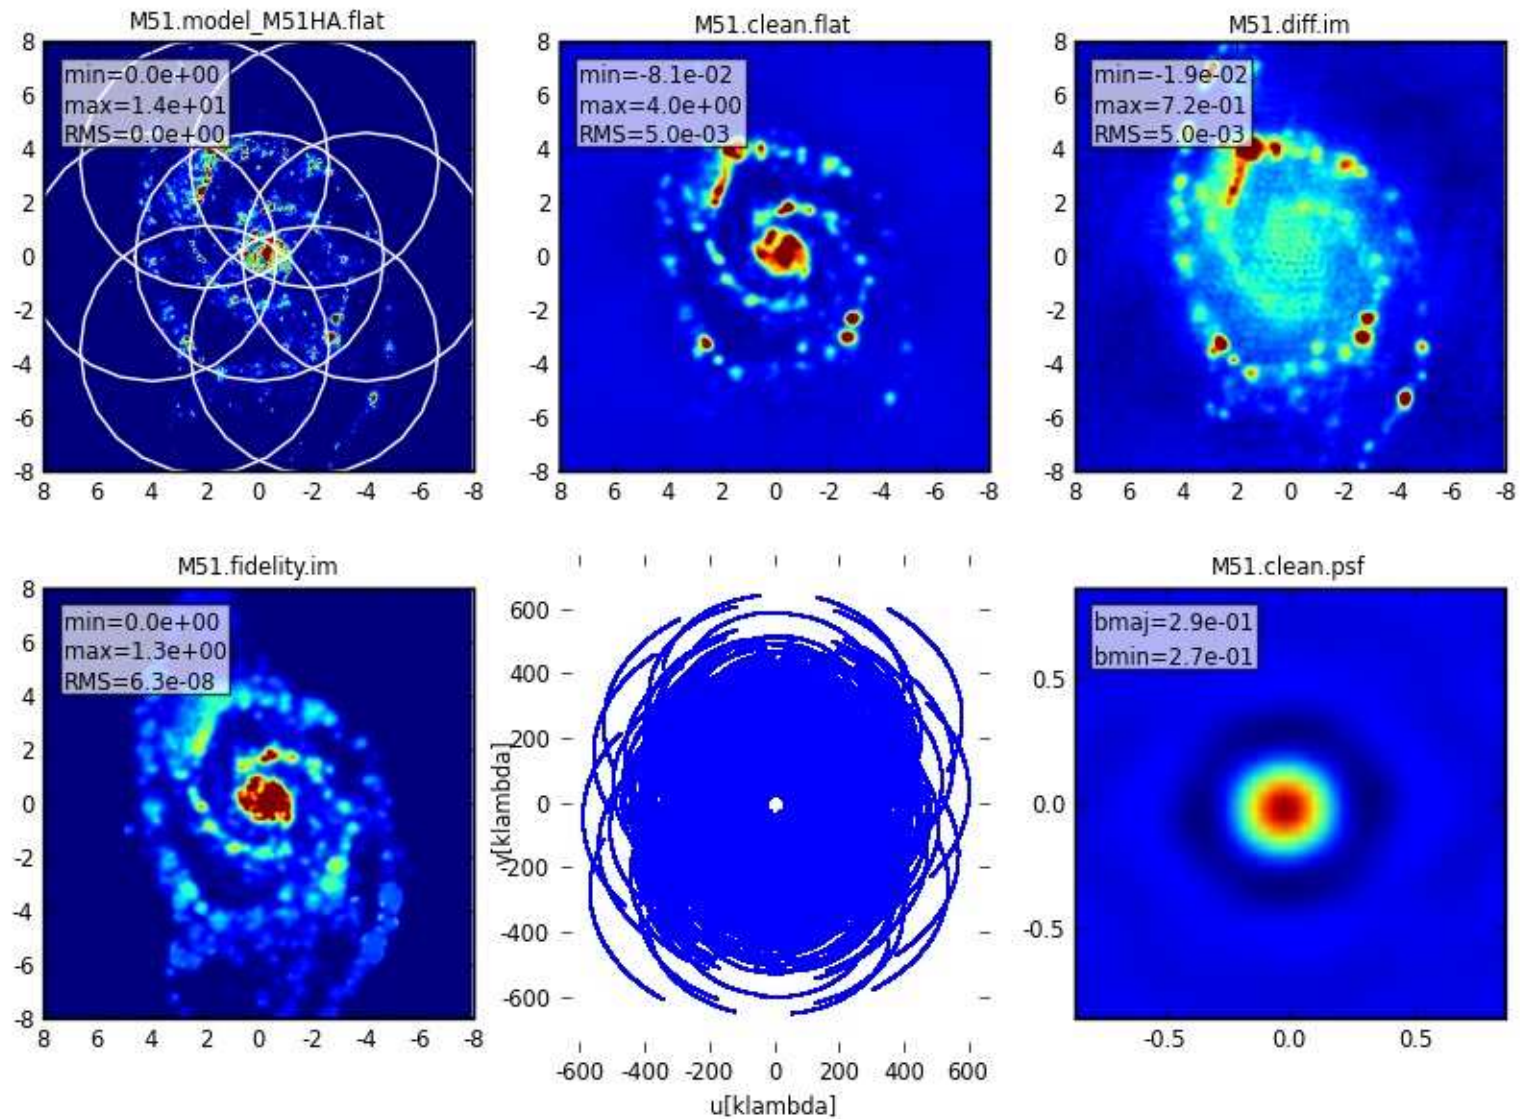 M51.model_M51HA.flat
min=0.0e+00
max=1.4e+01
RMS=0.0e+00
8
6
4
2
0
-2
-4
-6
-8
8 6 4 2 0 -2 -4 -6 -8
M51.clean.flat
min=-8.1e-02
max=4.0e+00
RMS=5.0e-03
8
6
4
2
0
-2
-4
-6
-8
8 6 4 2 0 -2 -4 -6 -8
M51.diff.im
min=-1.9e-02
max=7.2e-01
RMS=5.0e-03
8
6
4
2
0
-2
-4
-6
-8
8 6 4 2 0 -2 -4 -6 -8
M51.fidelity.im
min=0.0e+00
max=1.3e+00
RMS=6.3e-08
8
6
4
2
0
-2
-4
-6
-8
8 6 4 2 0 -2 -4 -6 -8
v[klambda]
600
400
200
0
-200
-400
-600
-600 -400 -200 0 200 400 600
u[klambda]
M51.clean.psf
bmaj=2.9e-01
bmin=2.7e-01
0.5
0.0
-0.5
-0.5 0.0 0.5